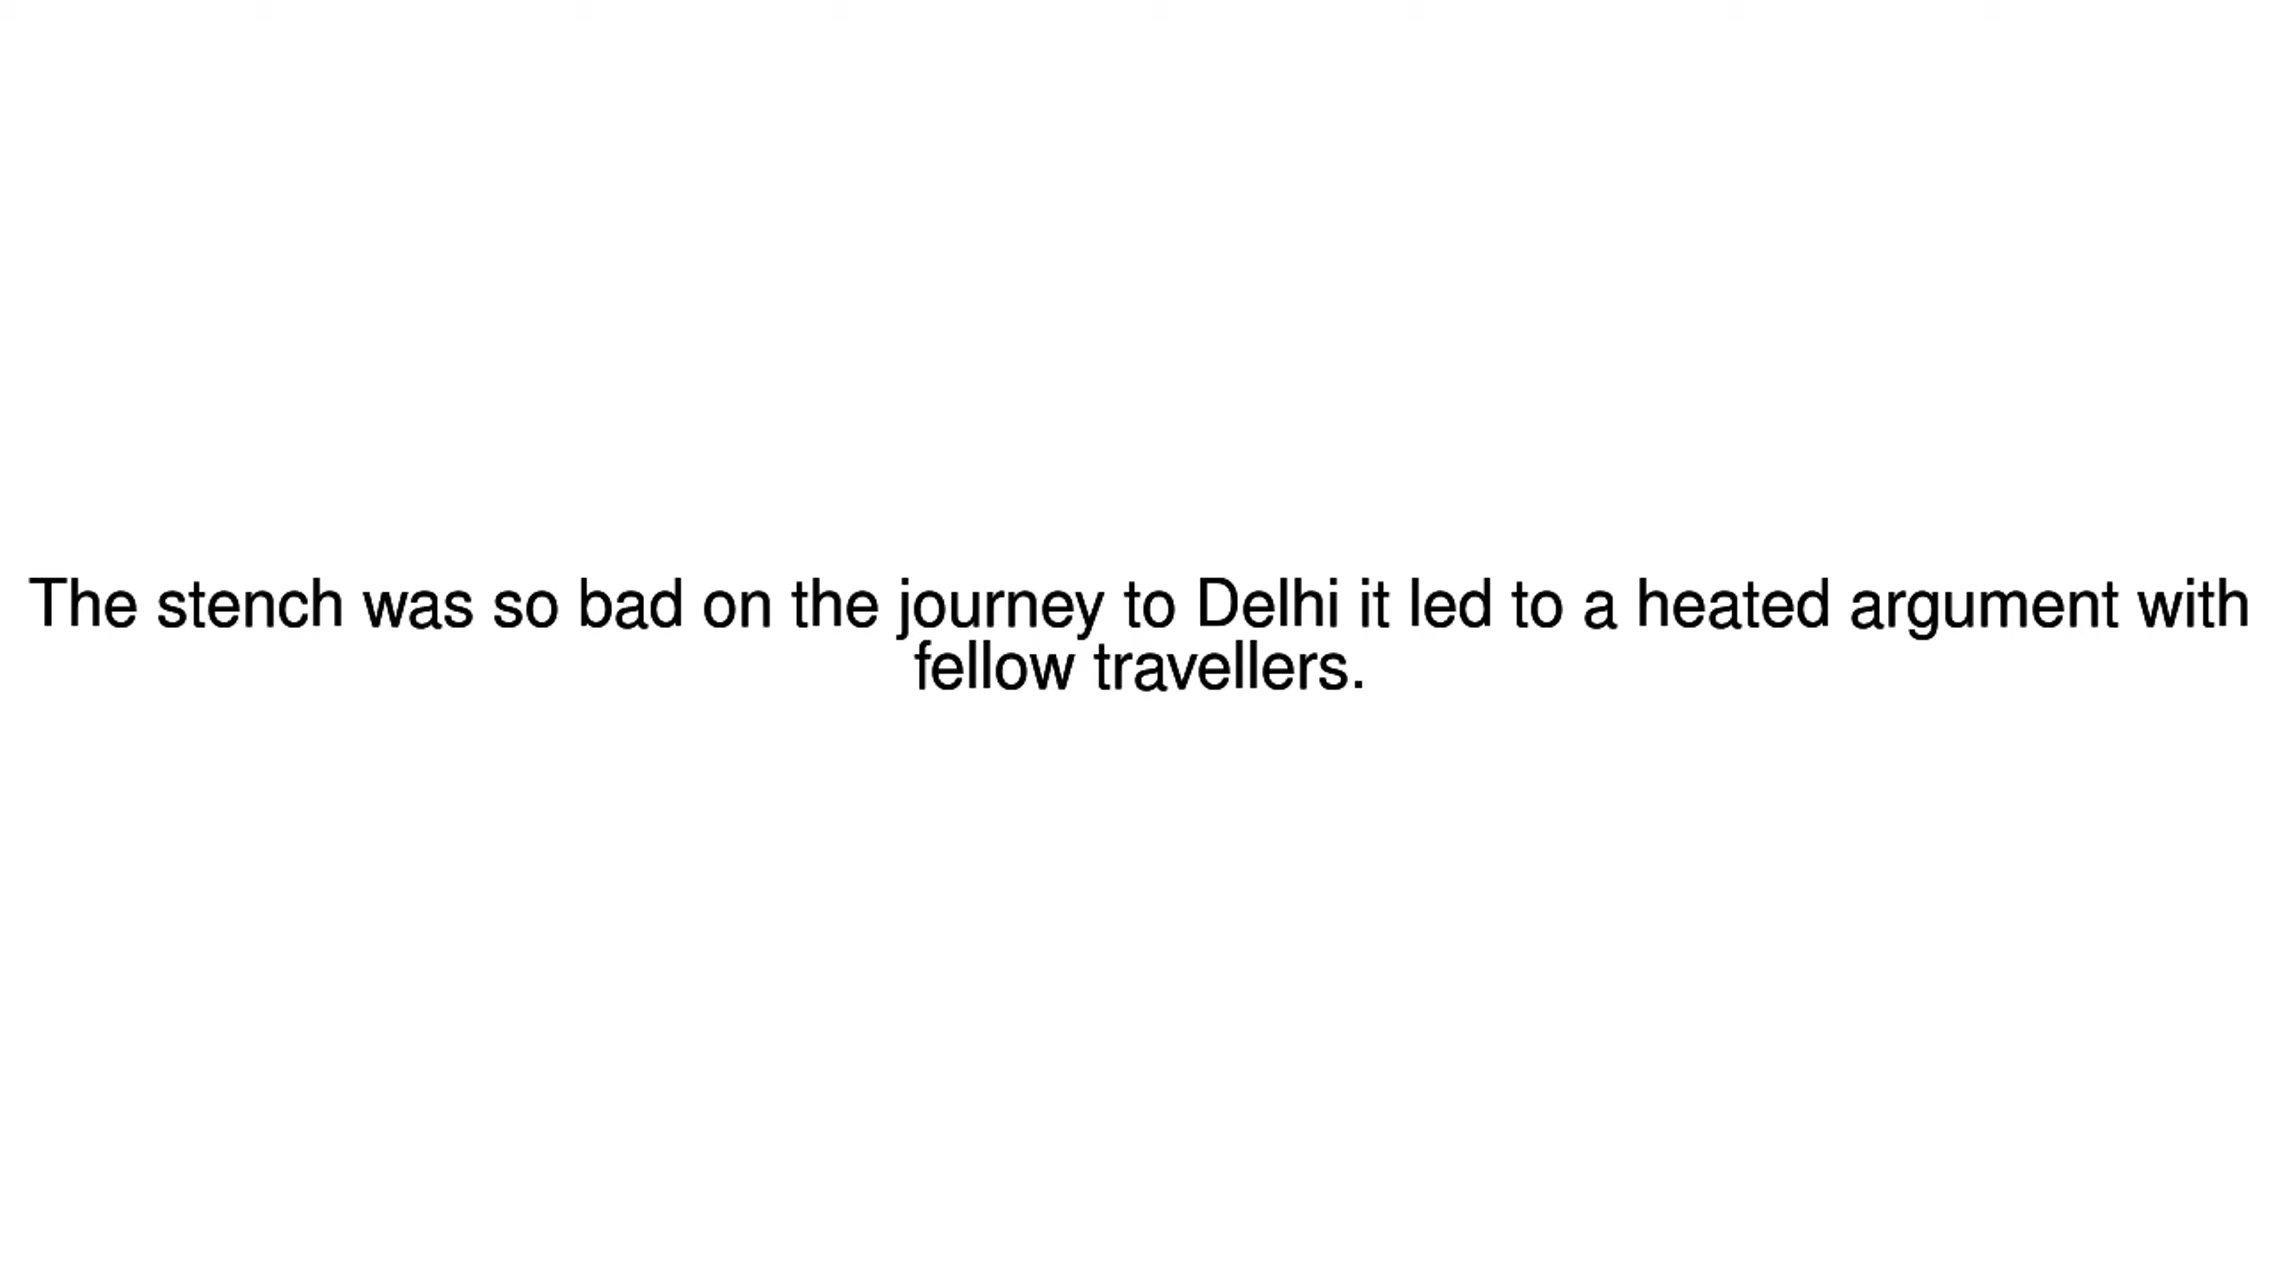 The stench was so bad on the journey to Delhi it led to a heated argument with
fellow travellers.